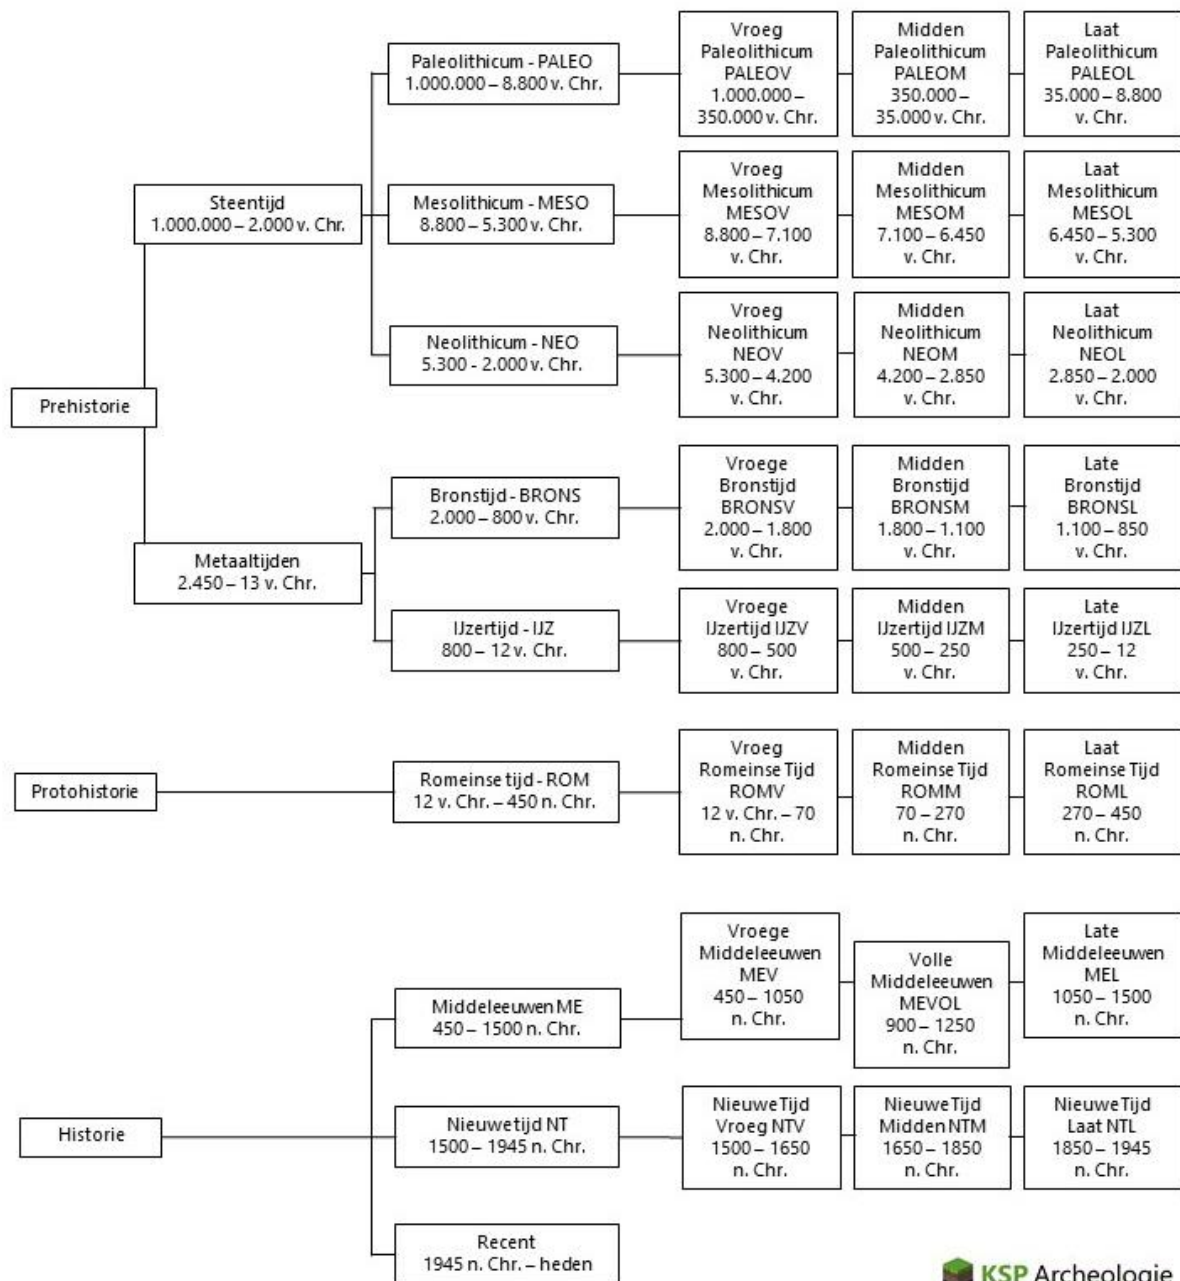 Prehistorie
Steentijd
1.000.000 – 2.000 v. Chr.
Paleolithicum - PALEO
1.000.000 – 8.800 v. Chr.
Vroeg
Paleolithicum
PALEOV
1.000.000 –
350.000 v. Chr.
Midden
Paleolithicum
PALEOM
350.000 –
35.000 v. Chr.
Laat
Paleolithicum
PALEOL
35.000 – 8.800
v. Chr.
Mesolithicum - MESO
8.800 – 5.300 v. Chr.
Vroeg
Mesolithicum
MESOV
8.800 – 7.100
v. Chr.
Midden
Mesolithicum
MESOM
7.100 – 6.450
v. Chr.
Laat
Mesolithicum
MESOL
6.450 – 5.300
v. Chr.
Neolithicum - NEO
5.300 - 2.000 v. Chr.
Vroeg
Neolithicum
NEOV
5.300 – 4.200
v. Chr.
Midden
Neolithicum
NEOM
4.200 – 2.850
v. Chr.
Laat
Neolithicum
NEOL
2.850 – 2.000
v. Chr.
Metaaltijden
2.450 – 13 v. Chr.
Bronstijd - BRONS
2.000 – 800 v. Chr.
Vroege
Bronstijd
BRONSV
2.000 – 1.800
v. Chr.
Midden
Bronstijd
BRONSM
1.800 – 1.100
v. Chr.
Late
Bronstijd
BRONSL
1.100 – 850
v. Chr.
IJzertijd - IJZ
800 – 12 v. Chr.
Vroege
IJzertijd IJZV
800 – 500
v. Chr.
Midden
IJzertijd IJZM
500 – 250
v. Chr.
Late
IJzertijd IJZL
250 – 12
v. Chr.
Protohistorie
Romeinse tijd - ROM
12 v. Chr. – 450 n. Chr.
Vroeg
Romeinse Tijd
ROMV
12 v. Chr. – 70
n. Chr.
Midden
Romeinse Tijd
ROMM
70 – 270
n. Chr.
Laat
Romeinse Tijd
ROML
270 – 450
n. Chr.
Historie
Middeleeuwen ME
450 – 1500 n. Chr.
Vroege
Middeleeuwen
MEV
450 – 1050
n. Chr.
Volle
Middeleeuwen
MEVOL
900 – 1250
n. Chr.
Late
Middeleeuwen
MEL
1050 – 1500
n. Chr.
Nieuwe tijd NT
1500 – 1945 n. Chr.
Nieuwe Tijd
Vroeg NTV
1500 – 1650
n. Chr.
Nieuwe Tijd
Midden NTM
1650 – 1850
n. Chr.
Nieuwe Tijd
Laat NTL
1850 – 1945
n. Chr.
Recent
1945 n. Chr. – heden
KSP Archeologie